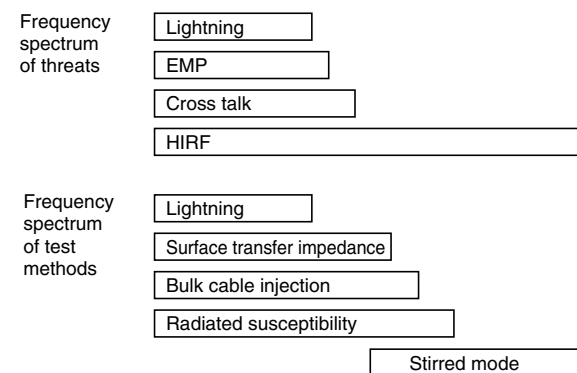 Frequency
spectrum
of threats
Lightning
EMP
Cross talk
HIRF
Frequency
spectrum
of test
methods
Lightning
Surface transfer impedance
Bulk cable injection
Radiated susceptibility
Stirred mode